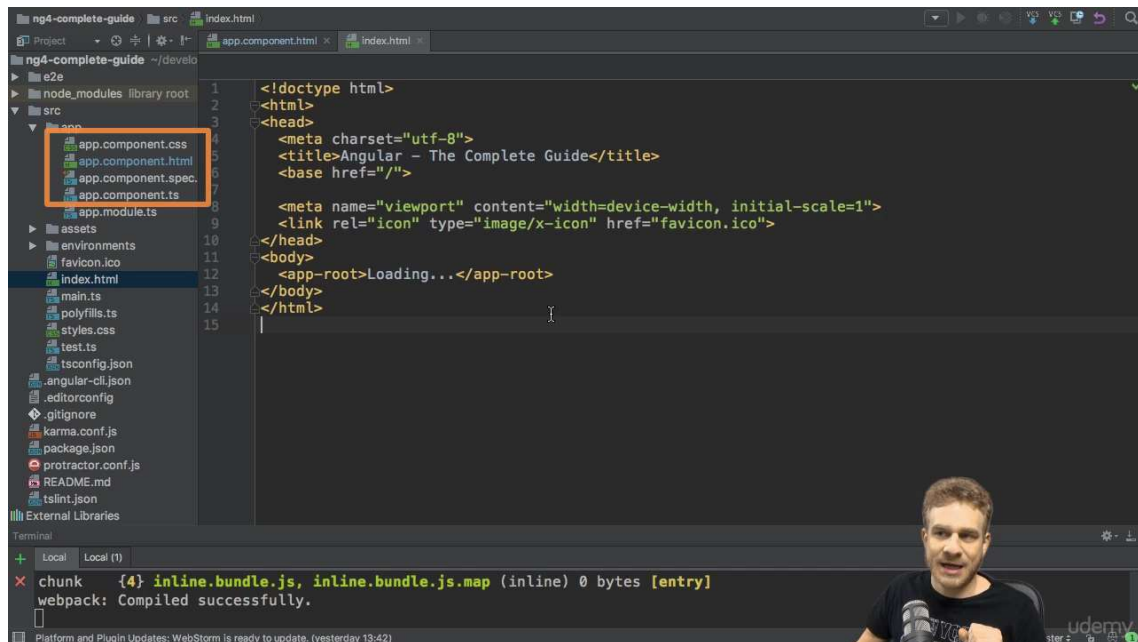 ng4-complete-guide src index.html
Project
app.component.html × index.html ×
ng4-complete-guide ~/develo
e2e
node_modules library root
src
app
app.component.css
app.component.html
app.component.spec.
app.component.ts
app.module.ts
assets
environments
favicon.ico
index.html
main.ts
polyfills.ts
styles.css
test.ts
tsconfig.json
.angular-cli.json
.editorconfig
.gitignore
karma.conf.js
package.json
protractor.conf.js
README.md
tslint.json
External Libraries
1 <!doctype html>
2 <html>
3 <head>
4 <meta charset="utf-8">
5 <title>Angular - The Complete Guide</title>
6 <base href="/">
7
8 <meta name="viewport" content="width=device-width, initial-scale=1">
9 <link rel="icon" type="image/x-icon" href="favicon.ico">
10 </head>
11 <body>
12 <app-root>Loading...</app-root>
13 </body>
14 </html>
15
Terminal
Local Local (1)
chunk {4} inline.bundle.js, inline.bundle.js.map (inline) 0 bytes [entry]
webpack: Compiled successfully.
Platform and Plugin Updates: WebStorm is ready to update. (yesterday 13:42)
udemy